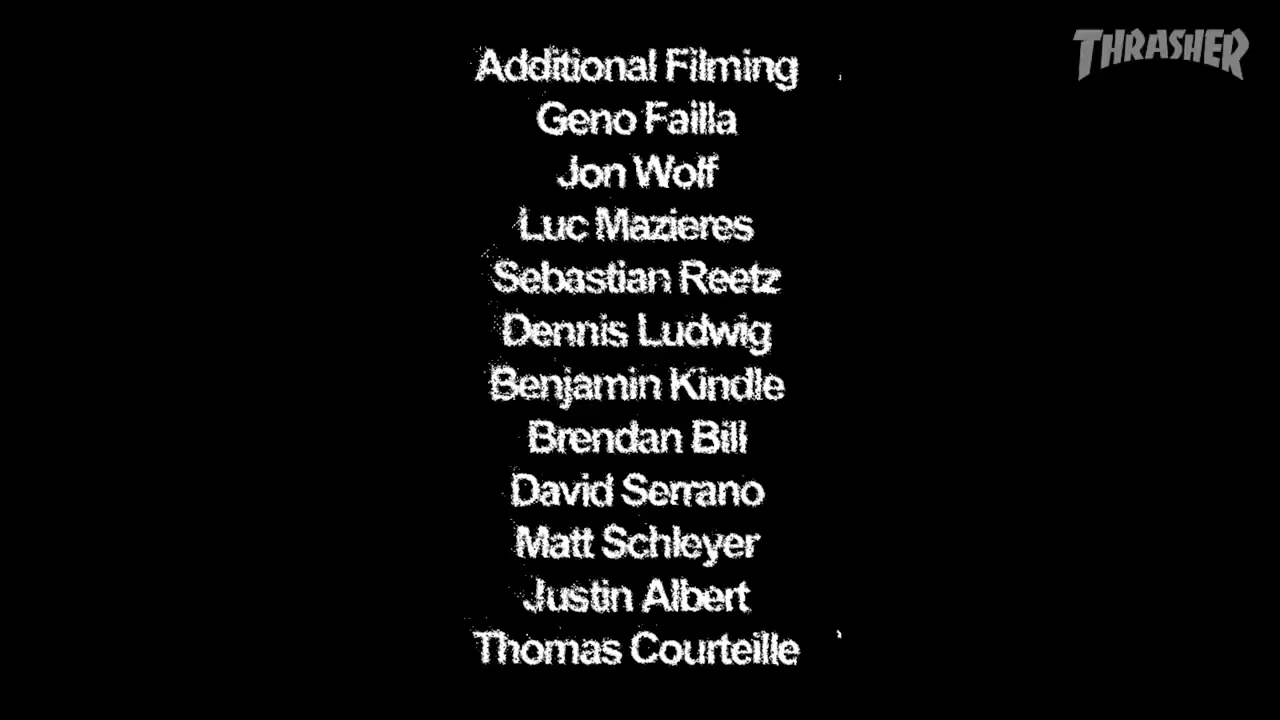 THRASHER
Additional Filming
Geno Failla
Jon Wolf
Luc Mazieres
Sebastian Reetz
Dennis Ludwig
Benjamin Kindle
Brendan Bill
David Serrano
Matt Schleyer
Justin Albert
Thomas Courteille